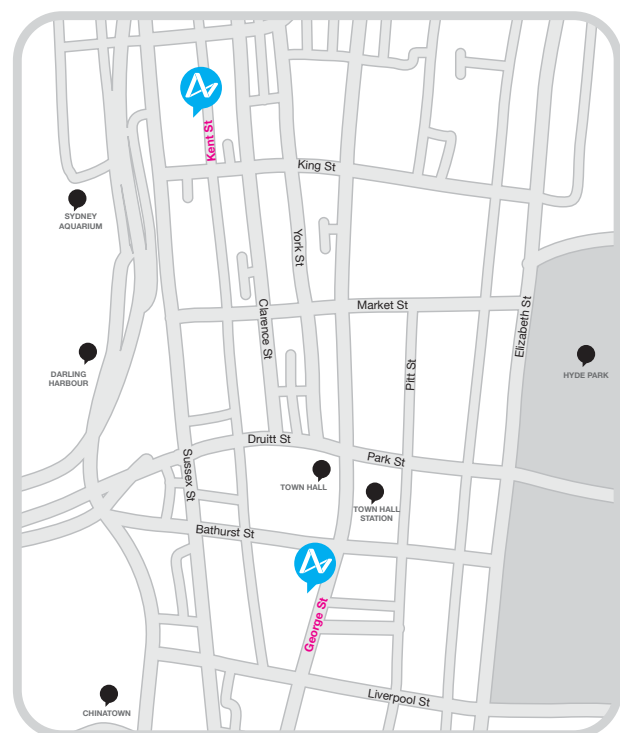 Kent St
King St
SYDNEY
AQUARIUM
York St
Market St
Clarence St
Elizabeth St
Pitt St
DARLING
HARBOUR
HYDE PARK
Druitt St
Park St
Sussex St
TOWN HALL
TOWN HALL
STATION
Bathurst St
George St
Liverpool St
CHINATOWN